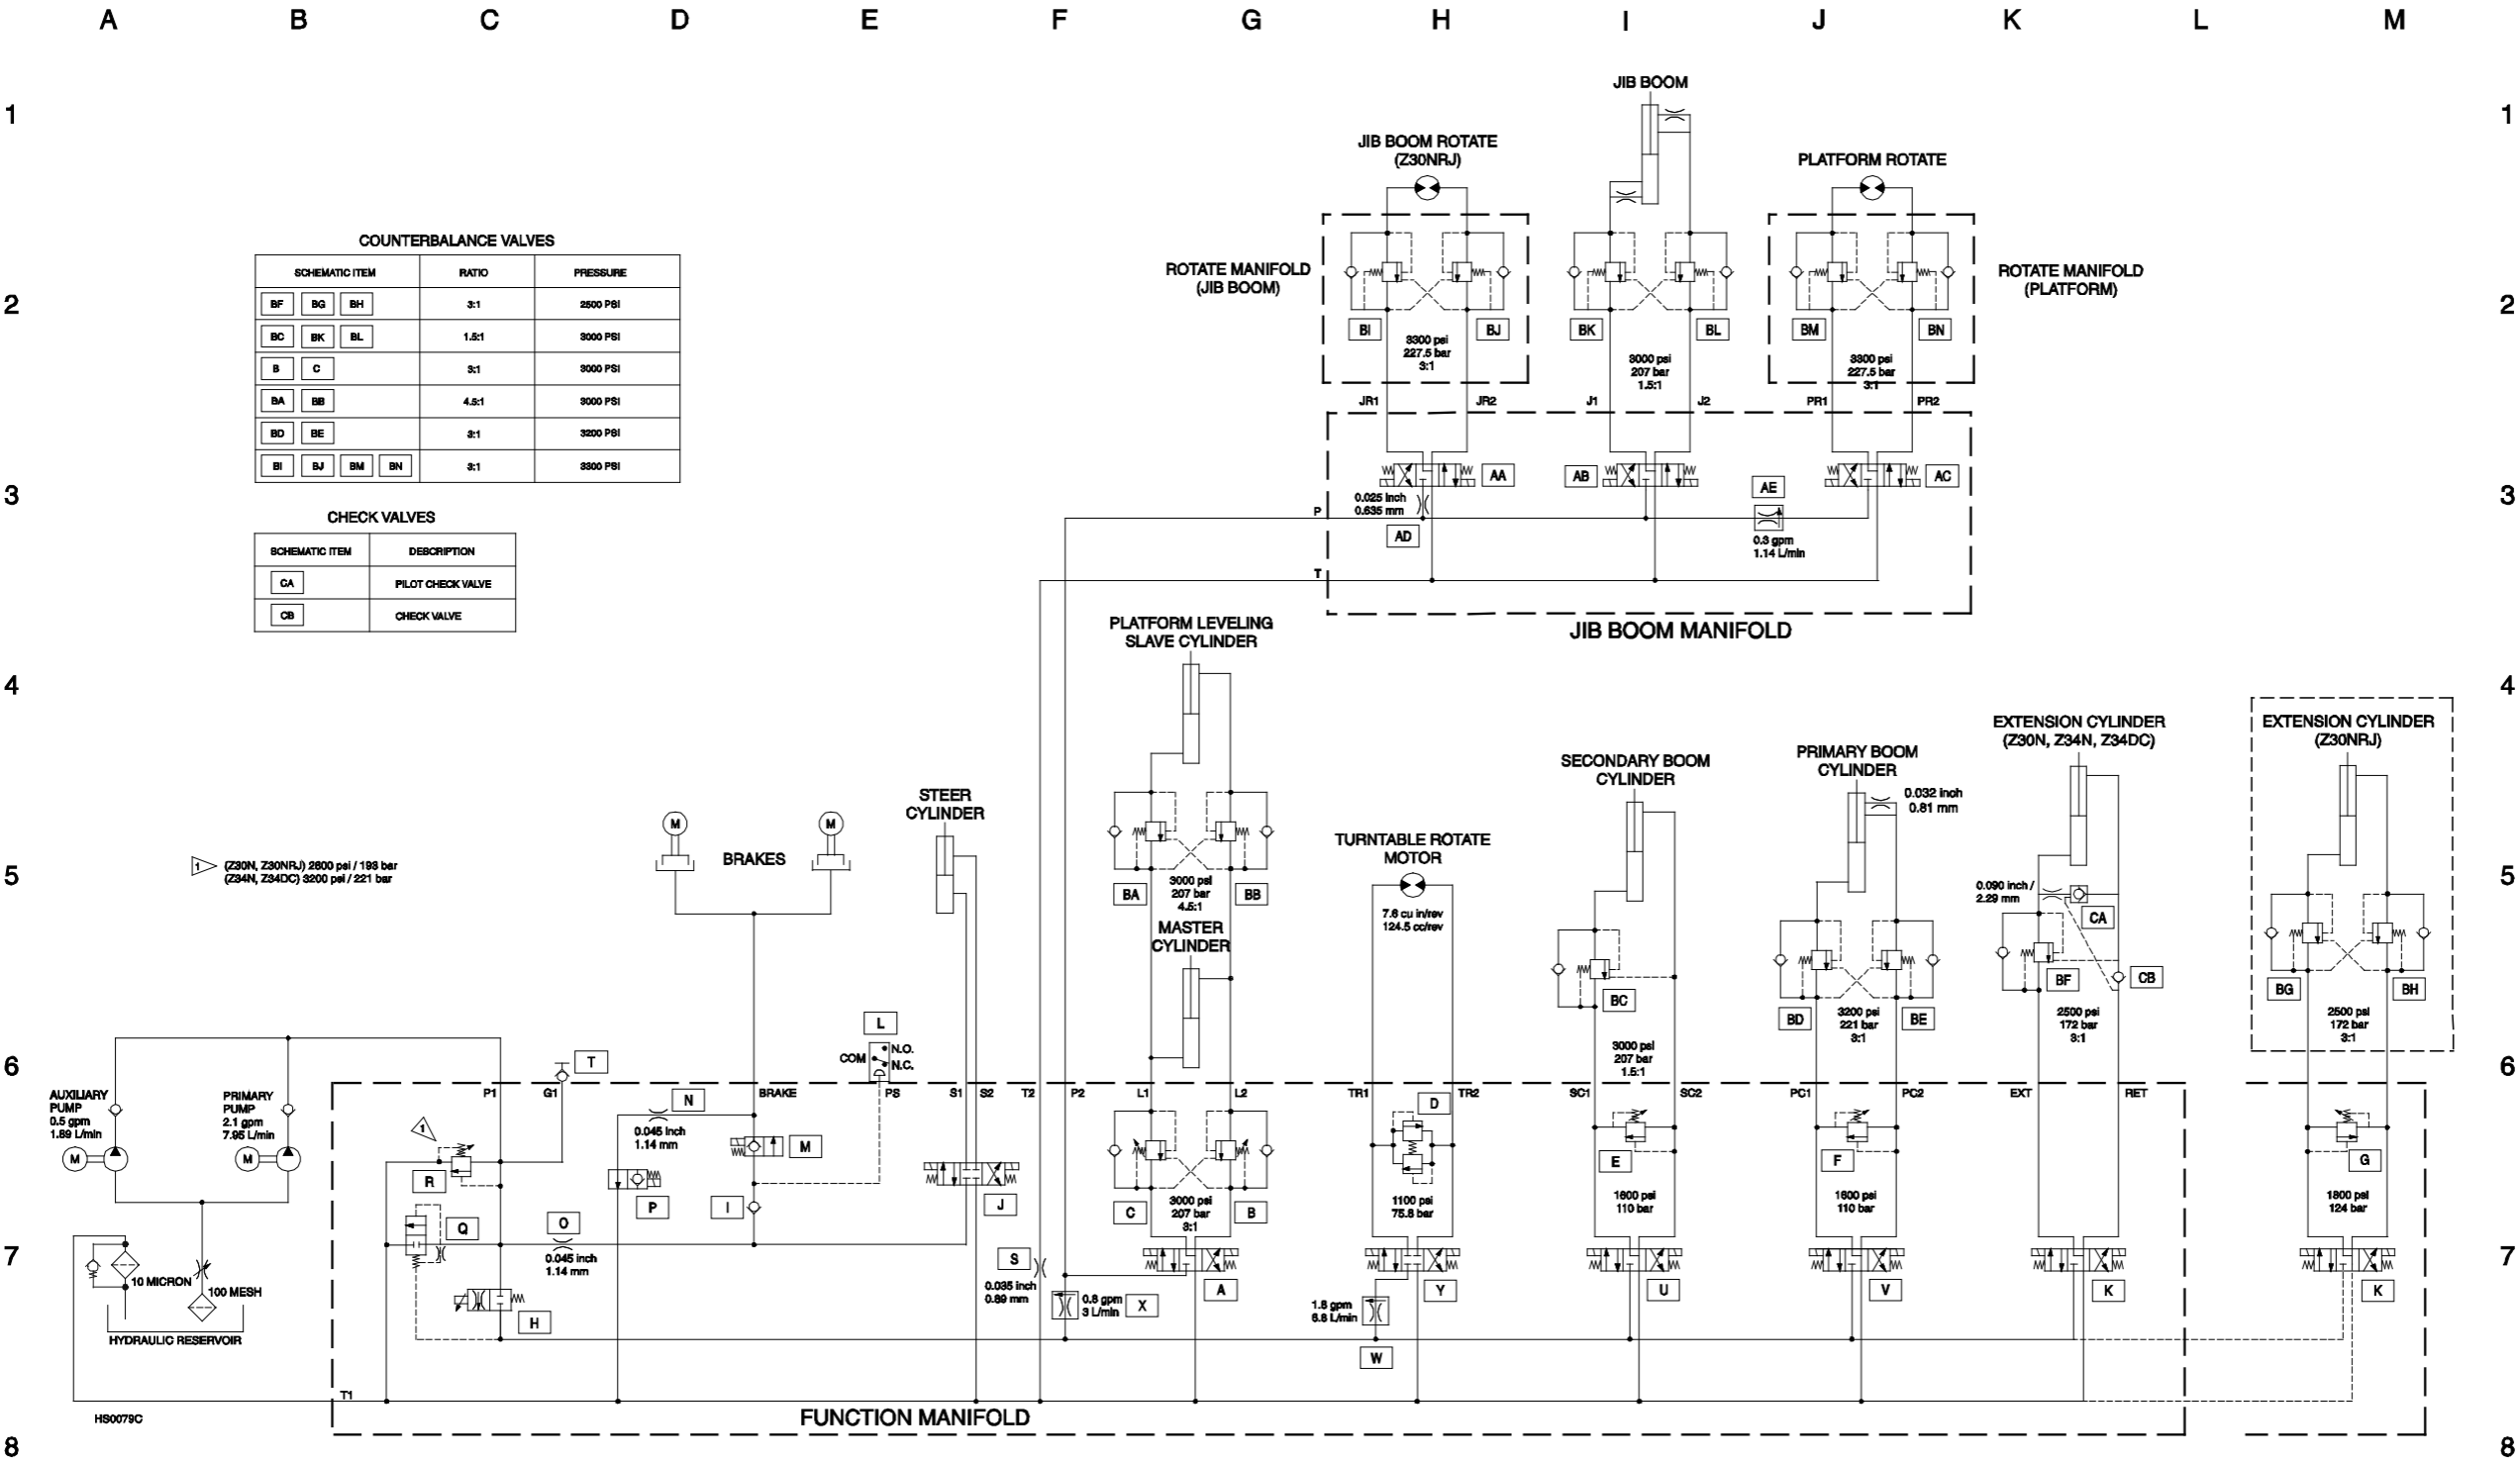 A B C D E F G H I J K L M
1 1
JIB BOOM
JIB BOOM ROTATE
(Z30NRJ)
PLATFORM ROTATE
COUNTERBALANCE VALVES
SCHEMATIC ITEM RATIO PRESSURE
BF BG BH 3:1 2500 PSI
BC BK BL 1.5:1 3000 PSI
B C 3:1 3000 PSI
BA BB 4.5:1 3000 PSI
BD BE 3:1 3200 PSI
BI BJ BM BN 3:1 3300 PSI
ROTATE MANIFOLD
(JIB BOOM)
ROTATE MANIFOLD
(PLATFORM)
2 2
BI BJ BK BL BM BN
3300 psi
227.5 bar
3:1
3000 psi
207 bar
1.5:1
3300 psi
227.5 bar
3:1
JR1 JR2 J1 J2 PR1 PR2
AA AB AE AC
3 3
0.025 inch
0.635 mm
P
AD
0.3 gpm
1.14 L/min
T
JIB BOOM MANIFOLD
CHECK VALVES
SCHEMATIC ITEM DESCRIPTION
CA PILOT CHECK VALVE
CB CHECK VALVE
PLATFORM LEVELING
SLAVE CYLINDER
4 4
EXTENSION CYLINDER
(Z30N, Z34N, Z34DC)
EXTENSION CYLINDER
(Z30NRJ)
SECONDARY BOOM
CYLINDER
PRIMARY BOOM
CYLINDER
0.032 inch
0.81 mm
STEER
CYLINDER
M M
BRAKES
TURNTABLE ROTATE
MOTOR
1 (Z30N, Z30NRJ) 2800 psi / 193 bar
(Z34N, Z34DC) 3200 psi / 221 bar
5 5
BA BB
3000 psi
207 bar
4.5:1
7.6 cu in/rev
124.5 cc/rev
0.090 inch /
2.29 mm
CA
MASTER
CYLINDER
BC BF CB BG BH
BD BE
3200 psi
221 bar
3:1
2500 psi
172 bar
3:1
2500 psi
172 bar
3:1
3000 psi
207 bar
1.5:1
L
COM N.O.
N.C.
T
6 6
P1 G1 BRAKE PS S1 S2 T2 P2 L1 L2 TR1 TR2 SC1 SC2 PC1 PC2 EXT RET
AUXILIARY
PUMP
0.5 gpm
1.89 L/min
M
PRIMARY
PUMP
2.1 gpm
7.95 L/min
M
1
N
0.045 inch
1.14 mm
M
D
R P I J
C B
3000 psi
207 bar
3:1
1100 psi
75.8 bar
E
1600 psi
110 bar
F
1600 psi
110 bar
G
1800 psi
124 bar
Q O
0.045 inch
1.14 mm
7 7
10 MICRON
100 MESH
HYDRAULIC RESERVOIR
H
S
0.035 inch
0.89 mm
0.8 gpm
3 L/min
X
A
1.8 gpm
6.8 L/min
Y U V K K
W
T1
HS0079C
FUNCTION MANIFOLD
8 8